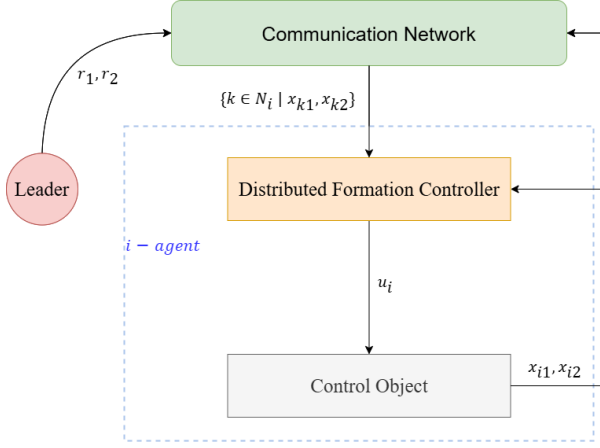 Communication Network
r₁, r₂
{k ∈ Nᵢ | xₖ₁, xₖ₂}
Leader
Distributed Formation Controller
i − agent
uᵢ
xᵢ₁, xᵢ₂
Control Object